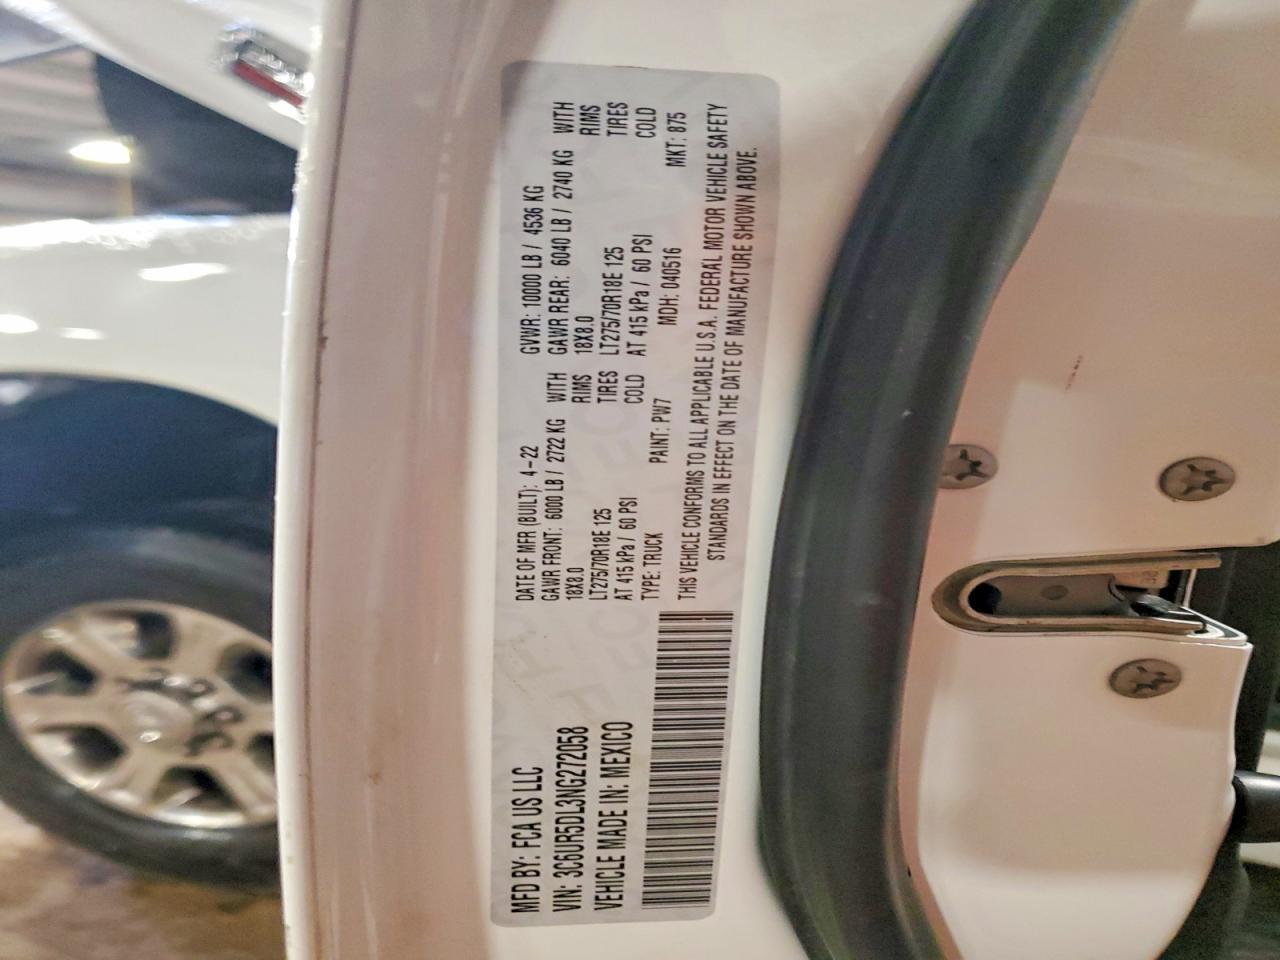 MFD BY: FCA US LLC
VIN: 3C6UR5DL3NG272058
VEHICLE MADE IN: MEXICO
DATE OF MFR (BUILT): 4-22 GVWR: 10000 LB / 4536 KG
GAWR FRONT: 6000 LB / 2722 KG WITH GAWR REAR: 6040 LB / 2740 KG WITH
18X8.0 RIMS 18X8.0 RIMS
LT275/70R18E 125 TIRES LT275/70R18E 125 TIRES
AT 415 kPa / 60 PSI COLD AT 415 kPa / 60 PSI COLD
TYPE: TRUCK PAINT: PW7 MDH: 040516 MKT: 875
THIS VEHICLE CONFORMS TO ALL APPLICABLE U.S.A. FEDERAL MOTOR VEHICLE SAFETY
STANDARDS IN EFFECT ON THE DATE OF MANUFACTURE SHOWN ABOVE.